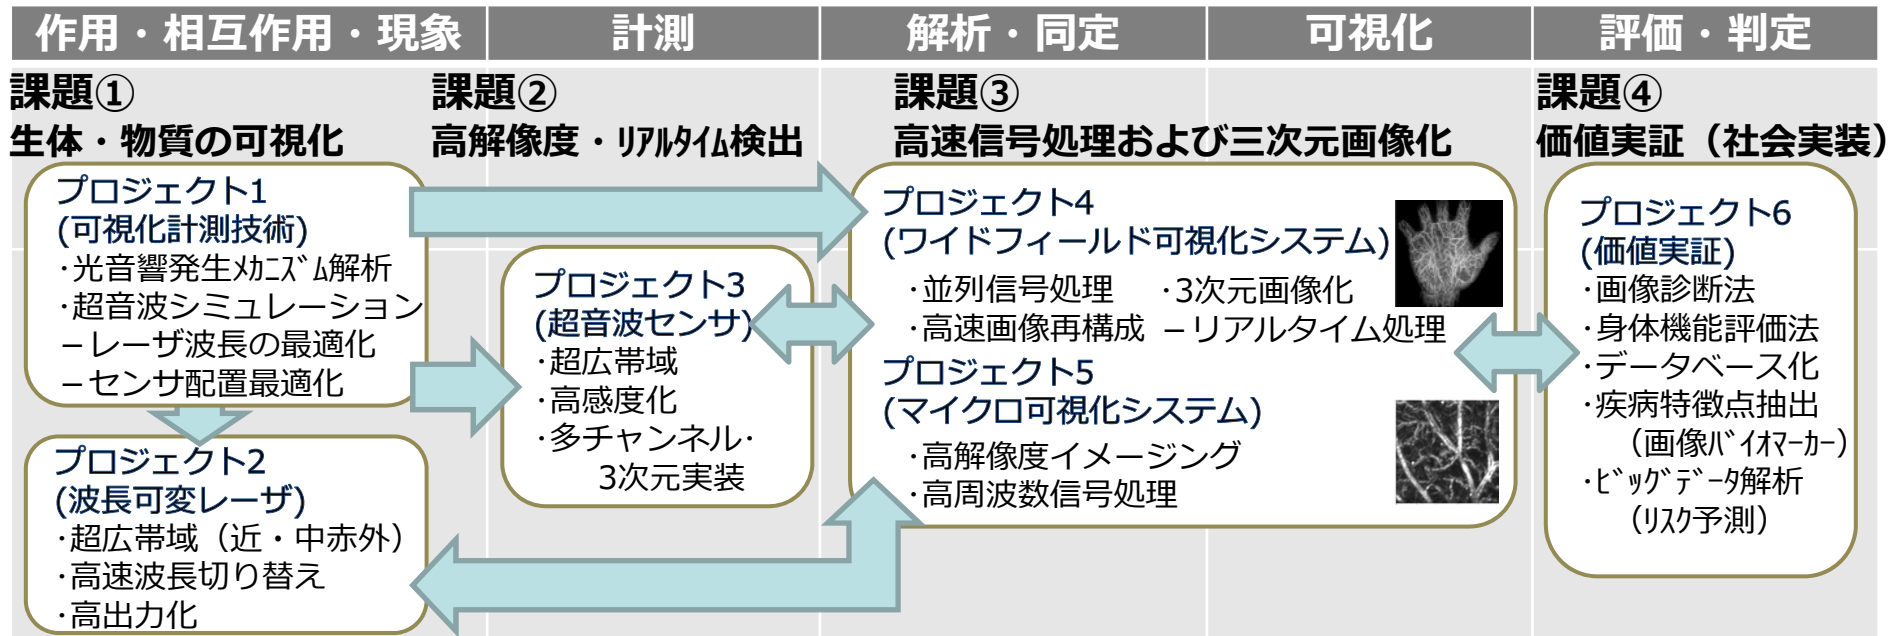 作用・相互作用・現象
計測
解析・同定
可視化
評価・判定
課題①
生体・物質の可視化
課題②
高解像度・ﾘｱﾙﾀｲﾑ検出
課題③
高速信号処理および三次元画像化
課題④
価値実証（社会実装）
プロジェクト1
(可視化計測技術)
･光音響発生ﾒｶﾆｽﾞﾑ解析
･超音波シミュレーション
－レーザ波長の最適化
－センサ配置最適化
プロジェクト2
(波長可変レーザ)
･超広帯域（近・中赤外）
･高速波長切り替え
･高出力化
プロジェクト3
(超音波センサ)
･超広帯域
･高感度化
･多チャンネル･
3次元実装
プロジェクト4
(ワイドフィールド可視化システム)
･並列信号処理　･3次元画像化
･高速画像再構成 －リアルタイム処理
プロジェクト5
(マイクロ可視化システム)
･高解像度イメージング
･高周波数信号処理
プロジェクト6
(価値実証)
･画像診断法
･身体機能評価法
･データベース化
･疾病特徴点抽出
（画像ﾊﾞｲｵﾏｰｶｰ）
･ﾋﾞｯｸﾞﾃﾞｰﾀ解析
（ﾘｽｸ予測）